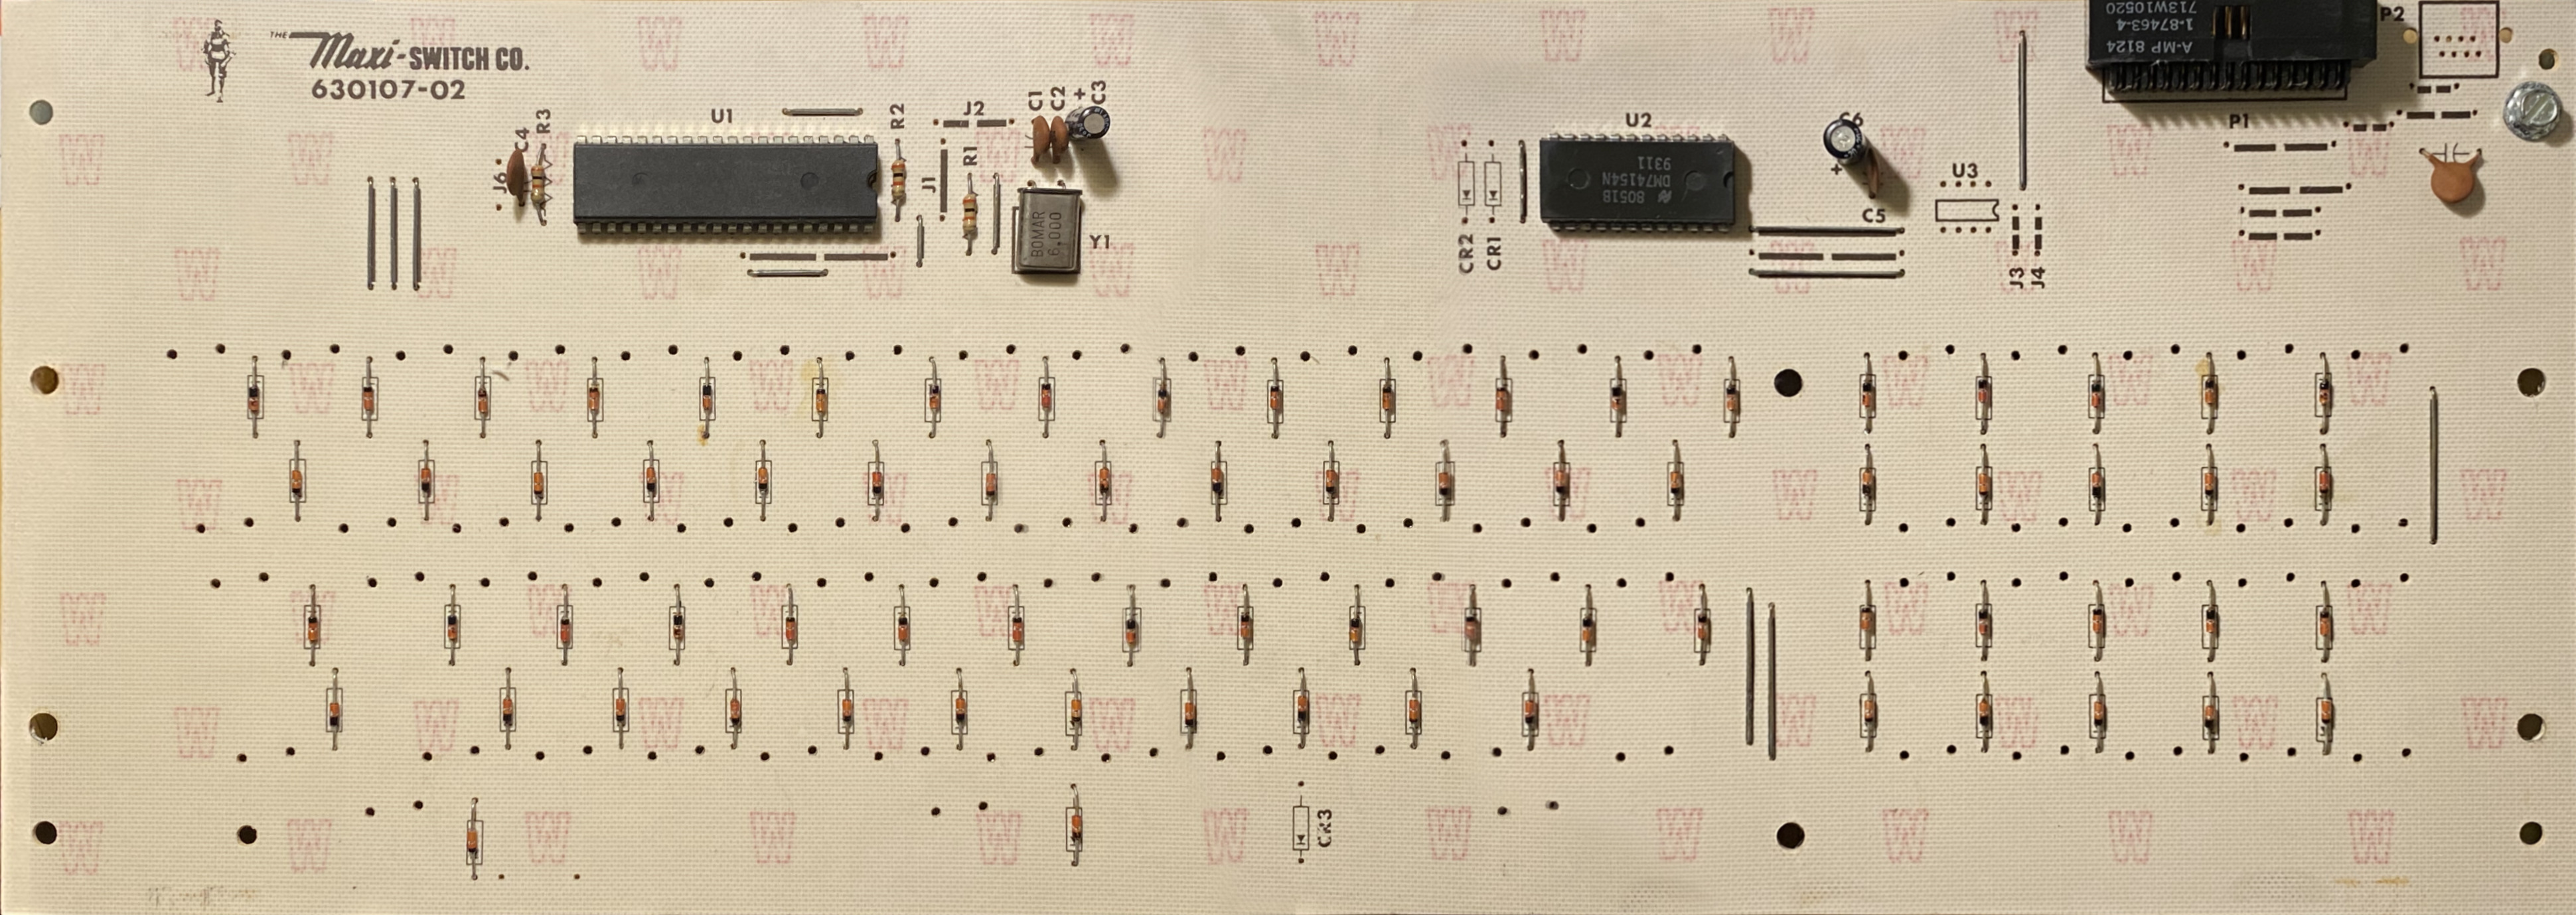 THE Maxi-SWITCH CO.
630107-02
C4
R3
J6
U1
R2
J2
J1
R1
C1
C2
+
C3
BOMAR
6.000
Y1
CR2
CR1
U2
8051B
DM74154N
9311
C6
+
C5
U3
J3
J4
A-MP 8124
1-87463-4
713W10520
P2
P1
CR3